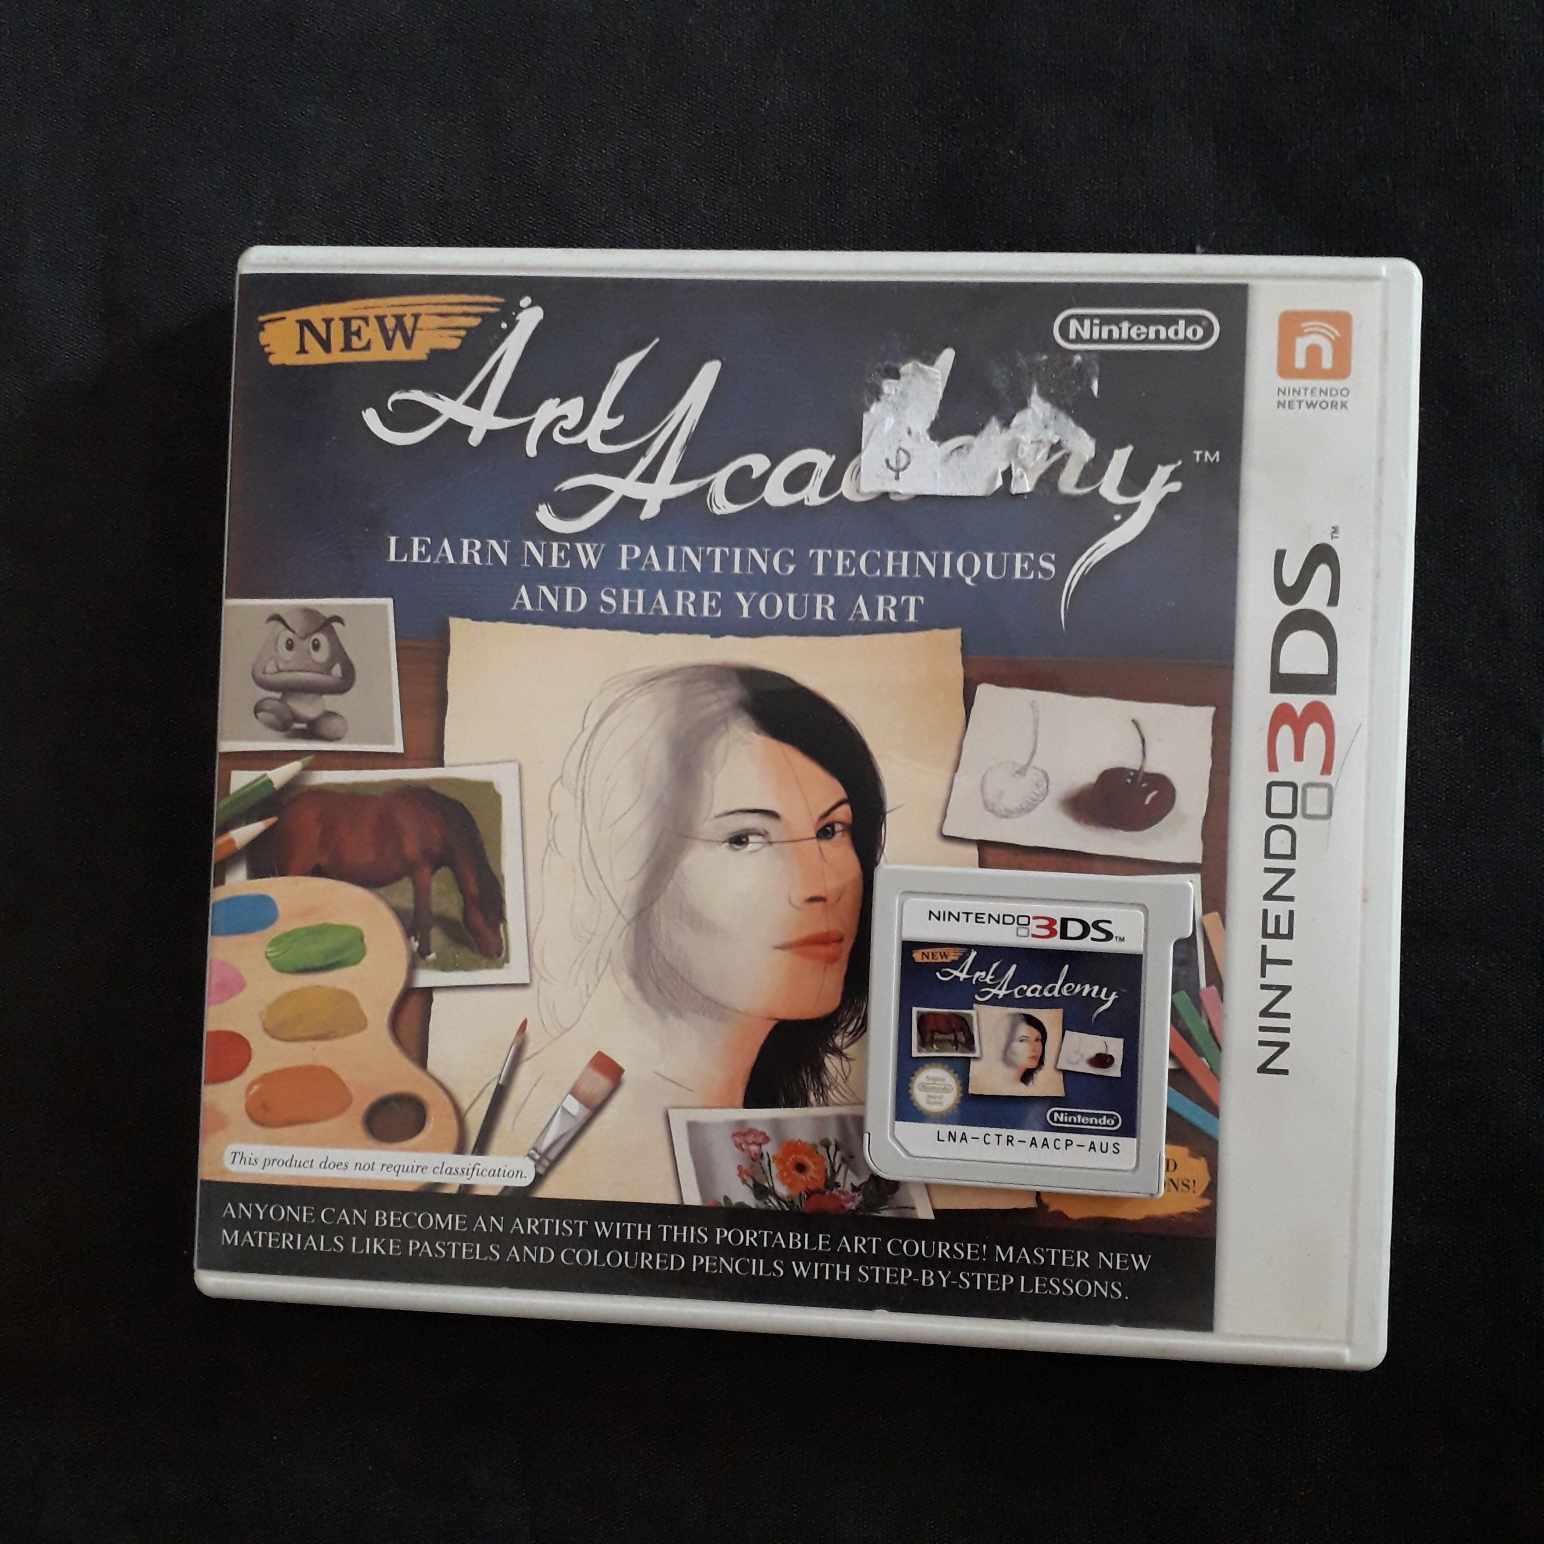 NEW
Nintendo
Art Academy™
LEARN NEW PAINTING TECHNIQUES
AND SHARE YOUR ART
n
NINTENDO
NETWORK
NINTENDO 3DS™
NINTENDO 3DS™
NEW
Art Academy
Nintendo
LNA-CTR-AACP-AUS
NS!
This product does not require classification.
ANYONE CAN BECOME AN ARTIST WITH THIS PORTABLE ART COURSE! MASTER NEW
MATERIALS LIKE PASTELS AND COLOURED PENCILS WITH STEP-BY-STEP LESSONS.